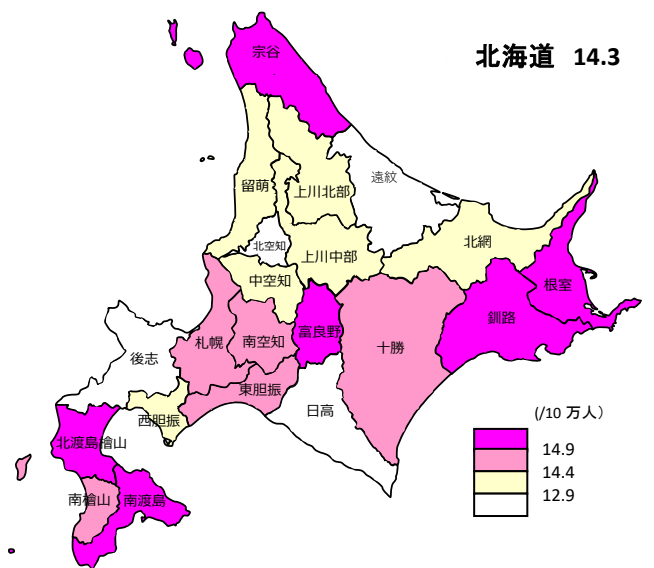 宗谷
北海道 14.3
遠紋
留萌
上川北部
北空知
上川中部
北網
中空知
根室
富良野
釧路
札幌
南空知
十勝
後志
東胆振
日高
西胆振
(/10 万人)
北渡島檜山
14.9
14.4
12.9
南檜山
南渡島